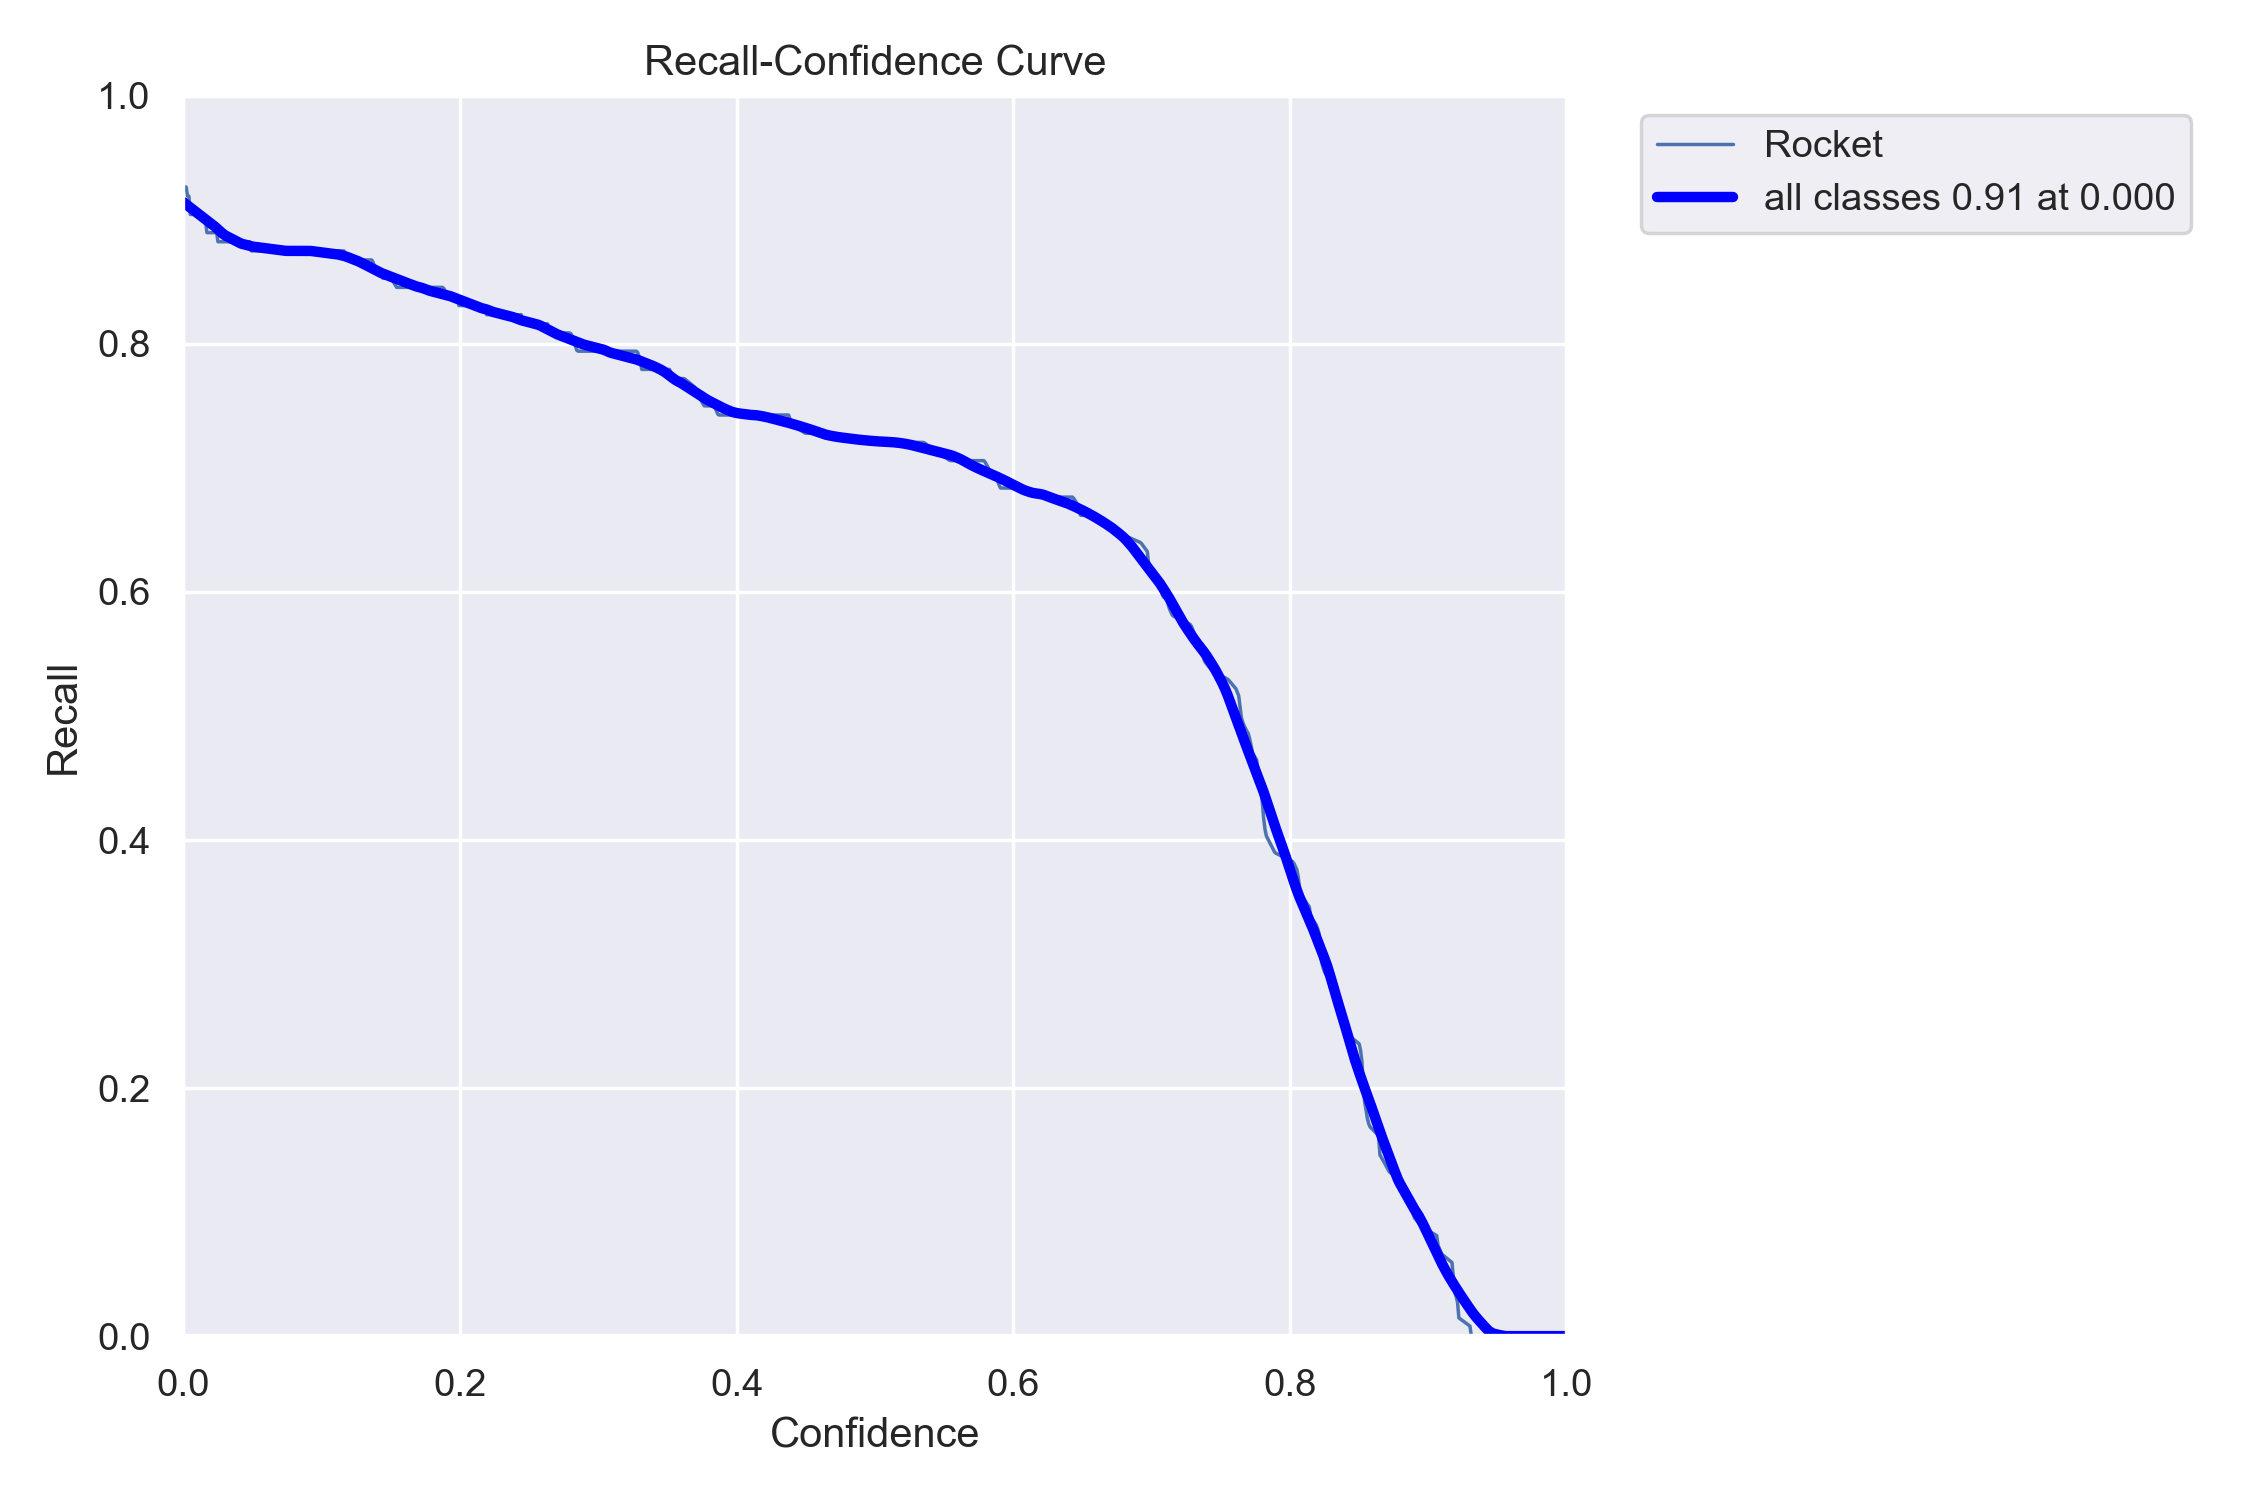 Recall-Confidence Curve
1.0
0.8
0.6
0.4
0.2
0.0
Recall
0.0 0.2 0.4 0.6 0.8 1.0
Confidence
Rocket
all classes 0.91 at 0.000